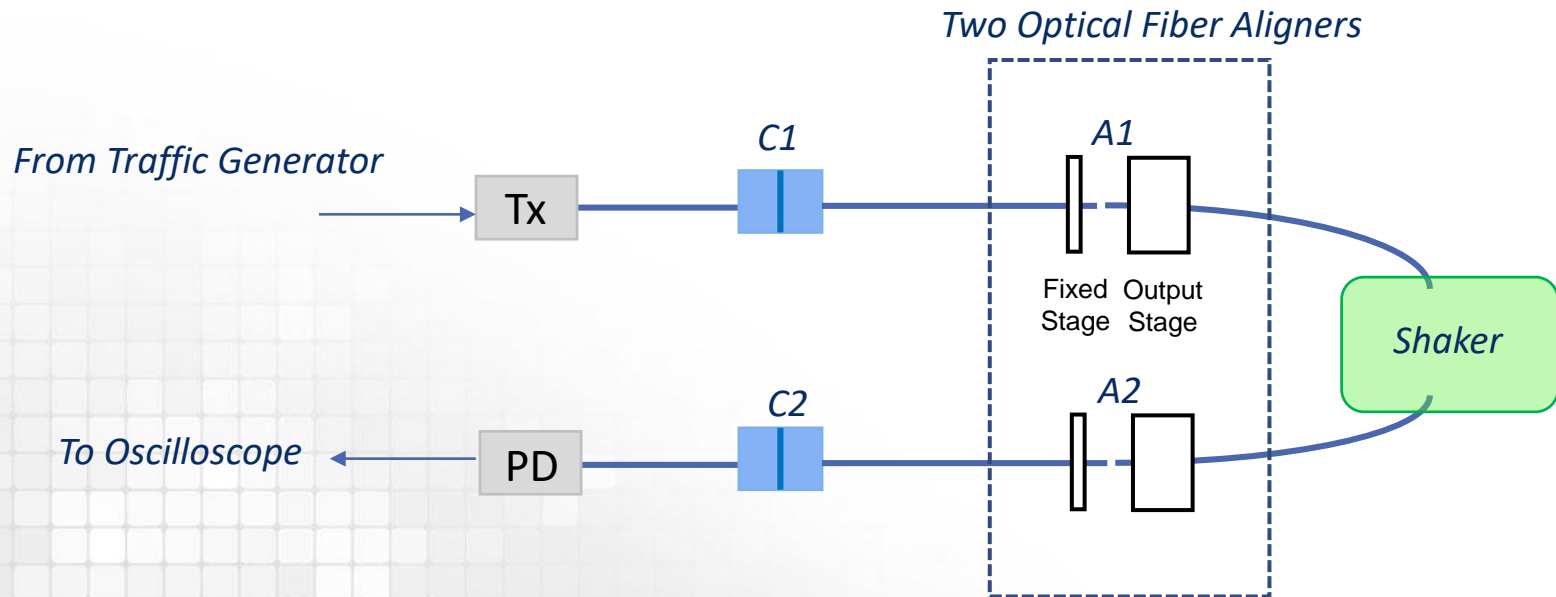 Two Optical Fiber Aligners
C1
A1
From Traffic Generator
Tx
Fixed Output
Stage Stage
Shaker
C2
A2
To Oscilloscope
PD